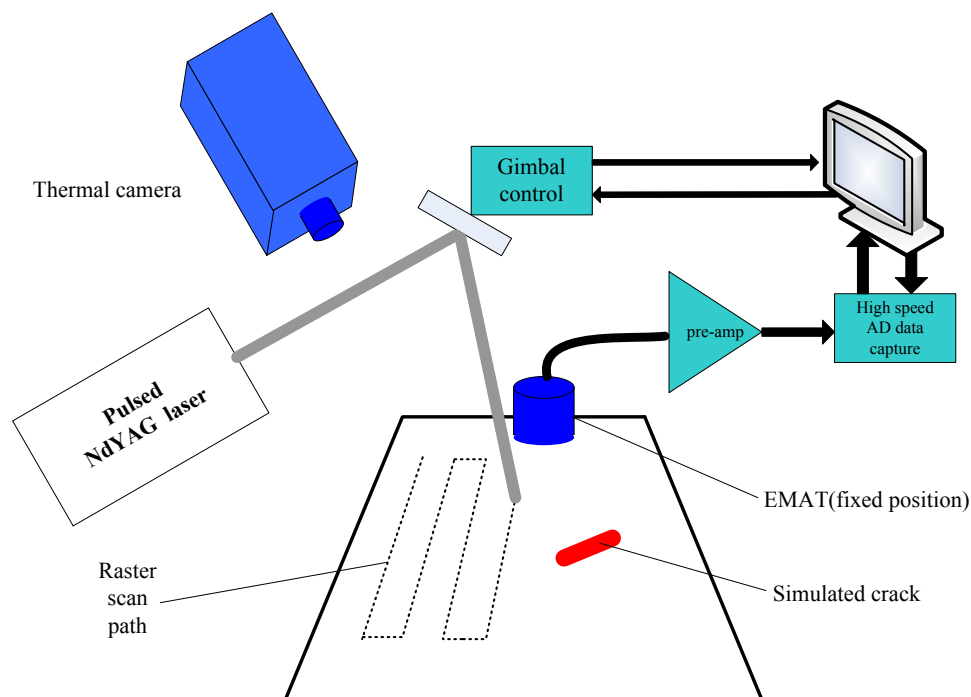 Thermal camera
Gimbal
control
pre-amp
High speed
AD data
capture
Pulsed
NdYAG laser
EMAT(fixed position)
Raster
scan
path
Simulated crack